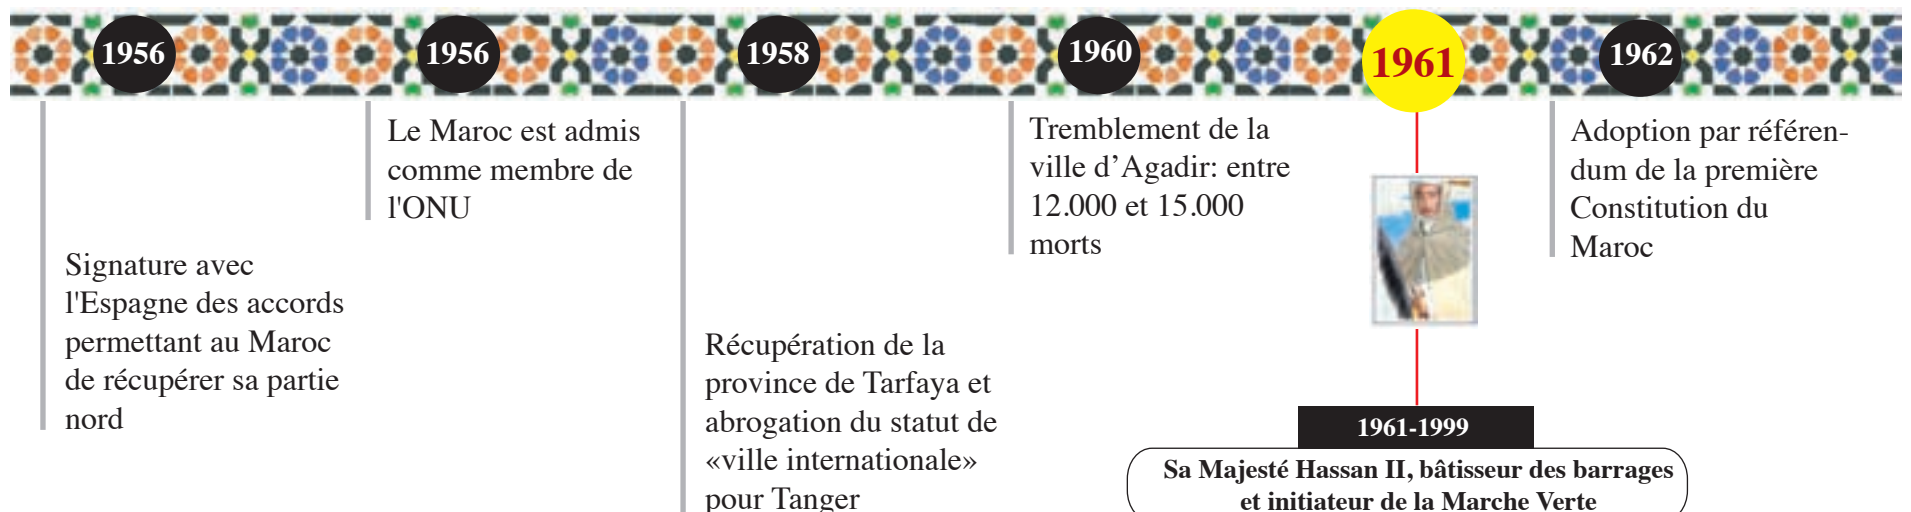 1956
Signature avec
l'Espagne des accords
permettant au Maroc
de récupérer sa partie
nord
1956
Le Maroc est admis
comme membre de
l'ONU
1958
Récupération de la
province de Tarfaya et
abrogation du statut de
«ville internationale»
pour Tanger
1960
Tremblement de la
ville d’Agadir: entre
12.000 et 15.000
morts
1961
1961-1999
Sa Majesté Hassan II, bâtisseur des barrages
et initiateur de la Marche Verte
1962
Adoption par référen-
dum de la première
Constitution du
Maroc